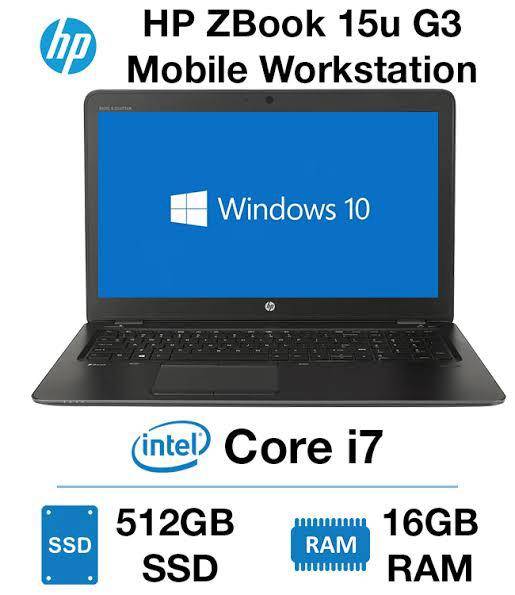 hp
HP ZBook 15u G3
Mobile Workstation
Windows 10
hp
intel Core i7
SSD
512GB
SSD
RAM
16GB
RAM